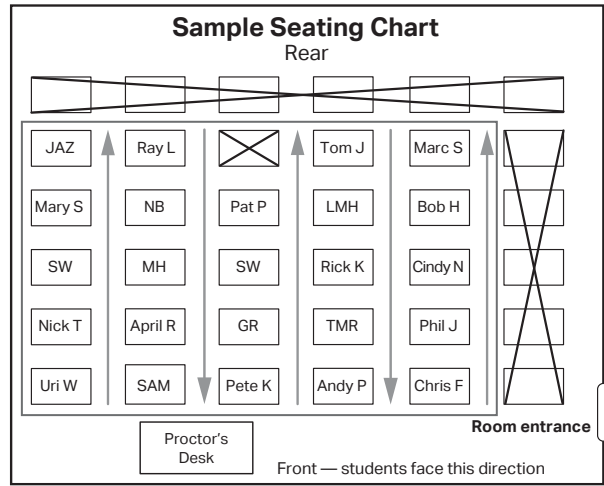 Sample Seating Chart
Rear
JAZ Ray L Tom J Marc S
Mary S NB Pat P LMH Bob H
SW MH SW Rick K Cindy N
Nick T April R GR TMR Phil J
Uri W SAM Pete K Andy P Chris F
Room entrance
Proctor's
Desk
Front — students face this direction